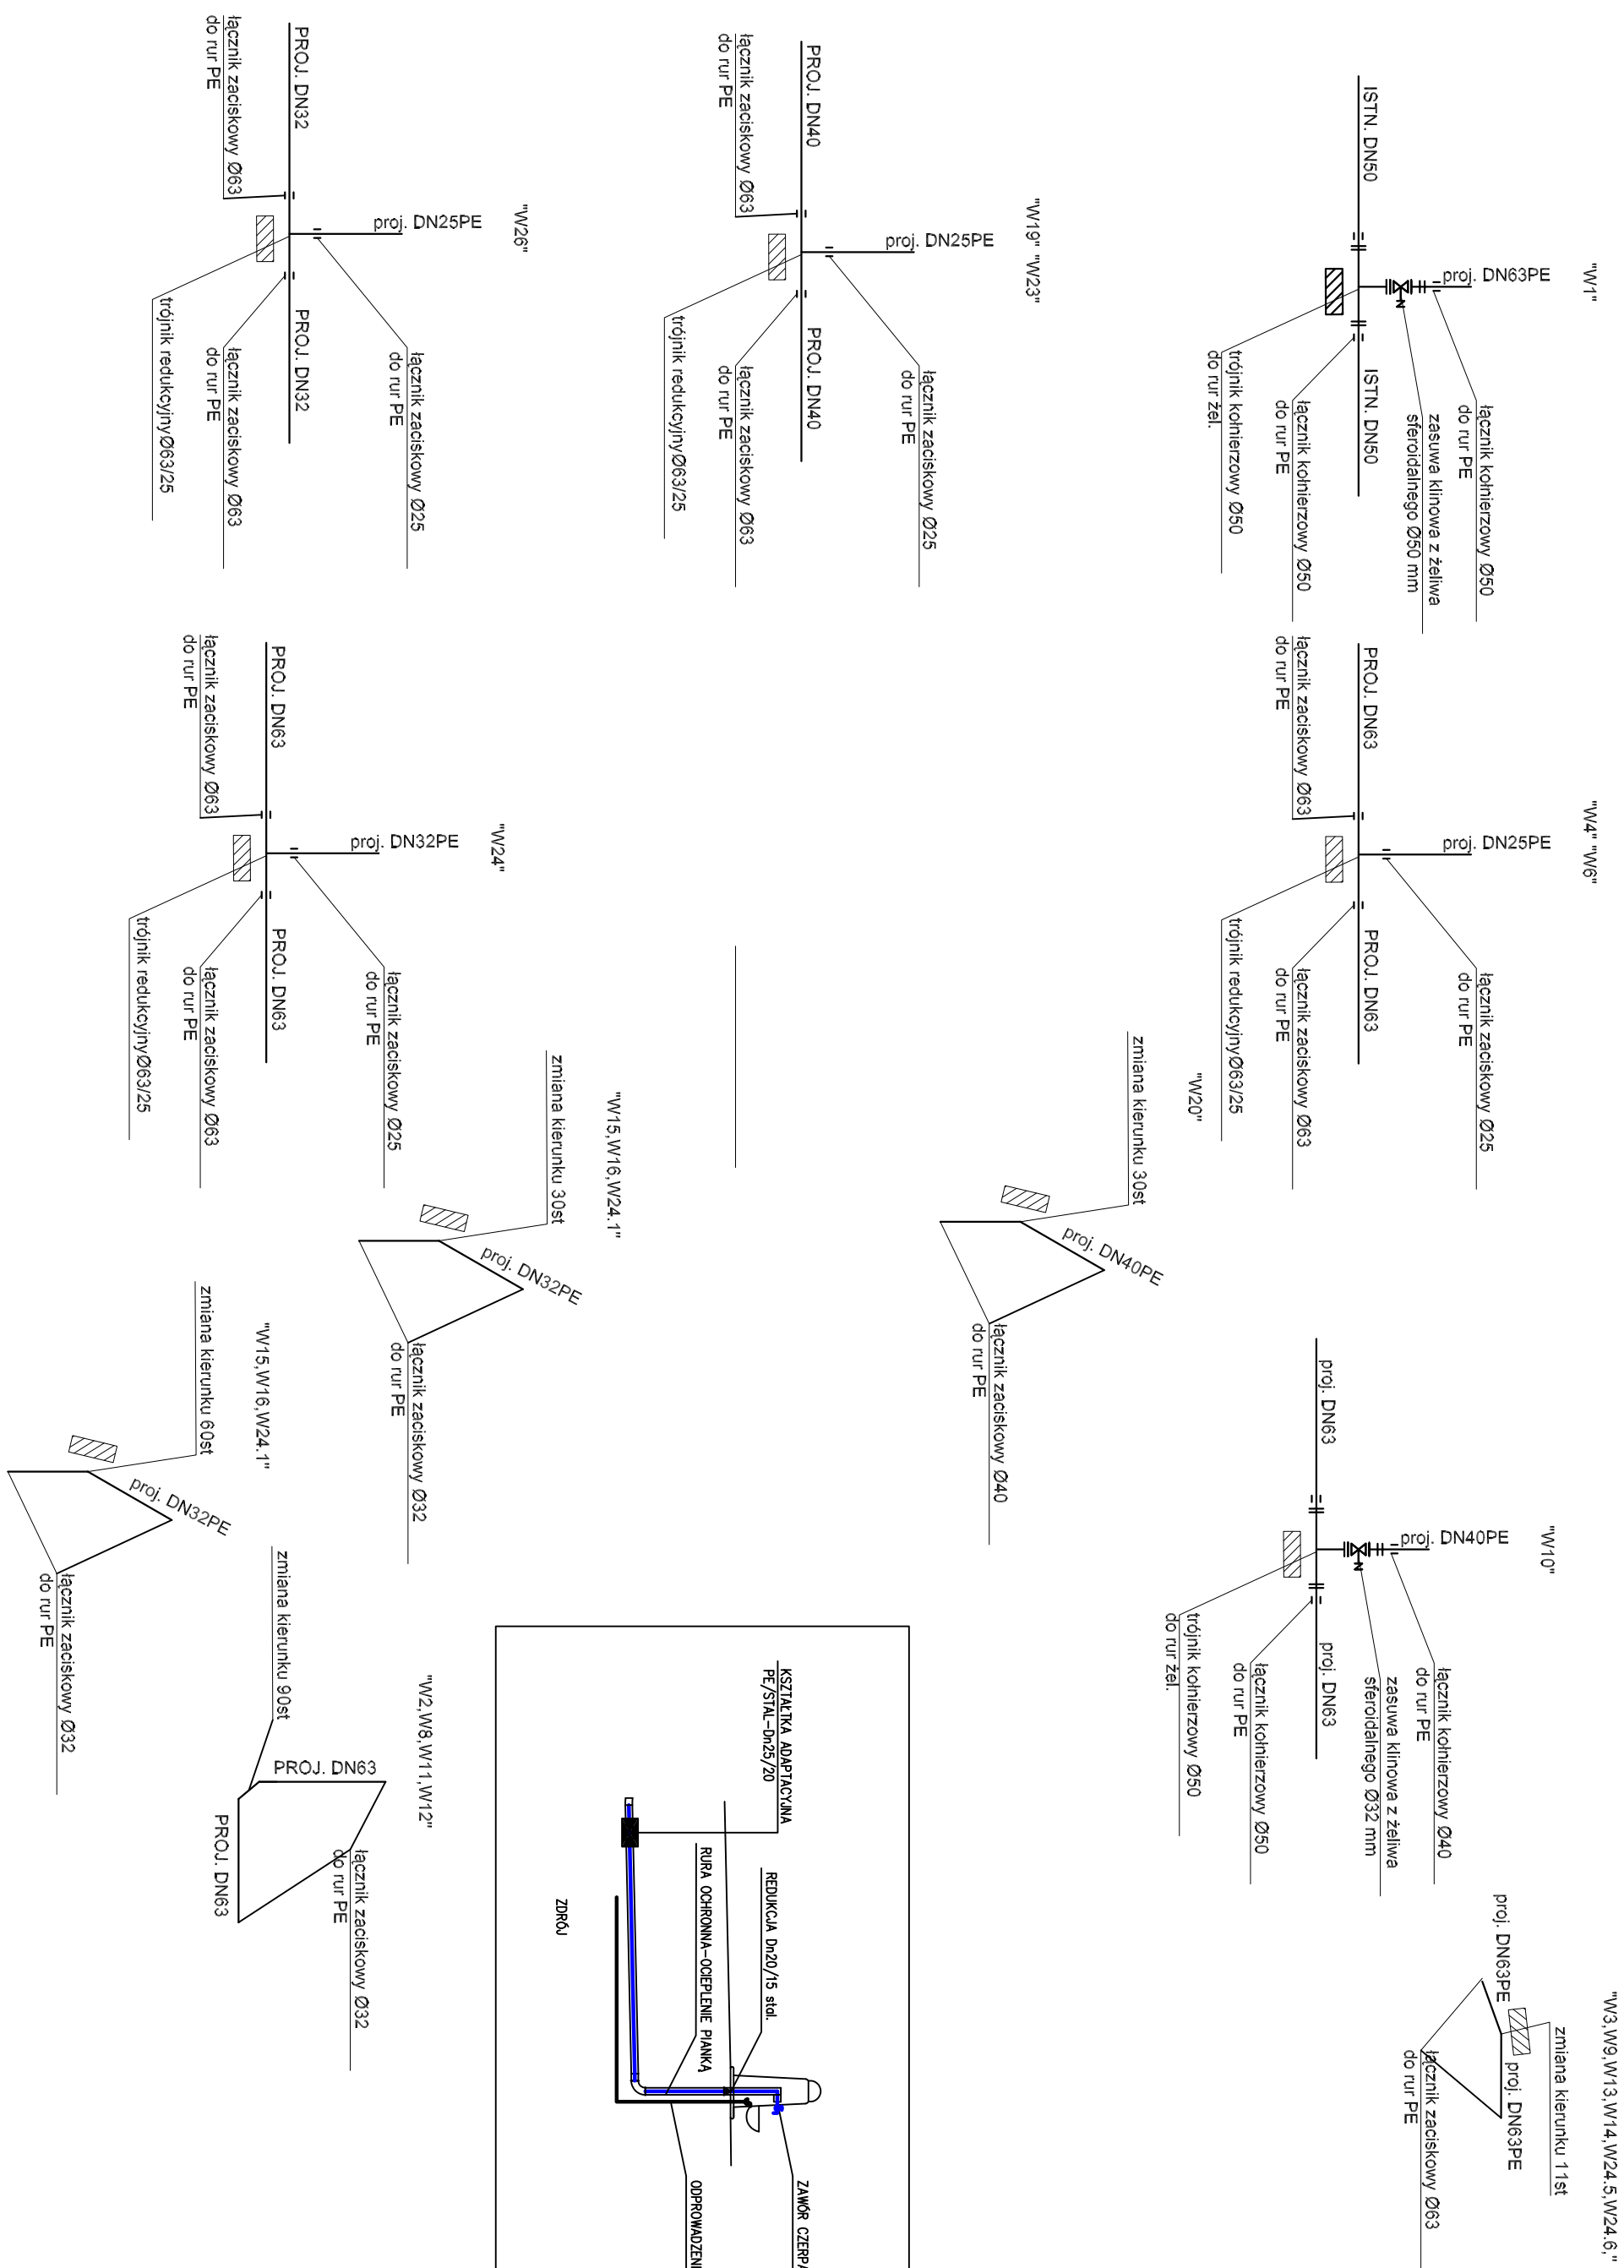 "W1"
ISTN. DN50
ISTN. DN50
proj. DN63PE
łącznik kołnierzowy Ø50
do rur PE
zasuwa klinowa z żeliwa
sferoidalnego Ø50 mm
łącznik kołnierzowy Ø50
do rur PE
trójnik kołnierzowy Ø50
do rur żel.
"W4" "W6"
PROJ. DN63
PROJ. DN63
proj. DN25PE
łącznik zaciskowy Ø63
do rur PE
łącznik zaciskowy Ø25
do rur PE
łącznik zaciskowy Ø63
do rur PE
trójnik redukcyjnyØ63/25
"W10"
proj. DN63
proj. DN63
proj. DN40PE
łącznik kołnierzowy Ø40
do rur PE
zasuwa klinowa z żeliwa
sferoidalnego Ø32 mm
łącznik kołnierzowy Ø50
do rur PE
trójnik kołnierzowy Ø50
do rur żel.
"W3,W9,W13,W14,W24.5,W24.6,"
zmiana kierunku 11st
proj. DN63PE
proj. DN63PE
łącznik zaciskowy Ø63
do rur PE
"W19" "W23"
PROJ. DN40
PROJ. DN40
proj. DN25PE
łącznik zaciskowy Ø63
do rur PE
łącznik zaciskowy Ø25
do rur PE
łącznik zaciskowy Ø63
do rur PE
trójnik redukcyjnyØ63/25
"W20"
zmiana kierunku 30st
proj. DN40PE
łącznik zaciskowy Ø40
do rur PE
"W26"
PROJ. DN32
PROJ. DN32
proj. DN25PE
łącznik zaciskowy Ø63
do rur PE
łącznik zaciskowy Ø25
do rur PE
łącznik zaciskowy Ø63
do rur PE
trójnik redukcyjnyØ63/25
"W24"
PROJ. DN63
PROJ. DN63
proj. DN32PE
łącznik zaciskowy Ø63
do rur PE
łącznik zaciskowy Ø25
do rur PE
łącznik zaciskowy Ø63
do rur PE
trójnik redukcyjnyØ63/25
"W15,W16,W24.1"
zmiana kierunku 30st
proj. DN32PE
łącznik zaciskowy Ø32
do rur PE
"W15,W16,W24.1"
zmiana kierunku 60st
proj. DN32PE
łącznik zaciskowy Ø32
do rur PE
"W2,W8,W11,W12"
zmiana kierunku 90st
PROJ. DN63
PROJ. DN63
łącznik zaciskowy Ø32
do rur PE
KSZTAŁTKA ADAPTACYJNA
PE/STAL-Dn25/20
REDUKCJA Dn20/15 stal.
RURA OCHRONNA-OCIEPLENIE PIANKĄ
ZAWÓR CZERPA
ODPROWADZENI
ZDRÓJ